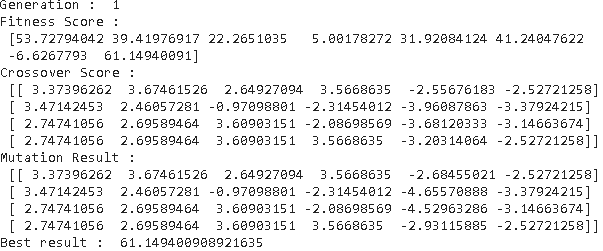 Generation :  1
Fitness Score :
 [53.72794042 39.41976917 22.2651035   5.00178272 31.92084124 41.24047622
 -6.6267793  61.14940091]
Crossover Score :
 [[ 3.37396262  3.67461526  2.64927094  3.5668635  -2.55676183 -2.52721258]
 [ 3.47142453  2.46057281 -0.97098801 -2.31454012 -3.96087863 -3.37924215]
 [ 2.74741056  2.69589464  3.60903151 -2.08698569 -3.68120333 -3.14663674]
 [ 2.74741056  2.69589464  3.60903151  3.5668635  -3.20314064 -2.52721258]]
Mutation Result :
 [[ 3.37396262  3.67461526  2.64927094  3.5668635  -2.68455021 -2.52721258]
 [ 3.47142453  2.46057281 -0.97098801 -2.31454012 -4.65570888 -3.37924215]
 [ 2.74741056  2.69589464  3.60903151 -2.08698569 -4.52963286 -3.14663674]
 [ 2.74741056  2.69589464  3.60903151  3.5668635  -2.93115885 -2.52721258]]
Best result :  61.149400908921635